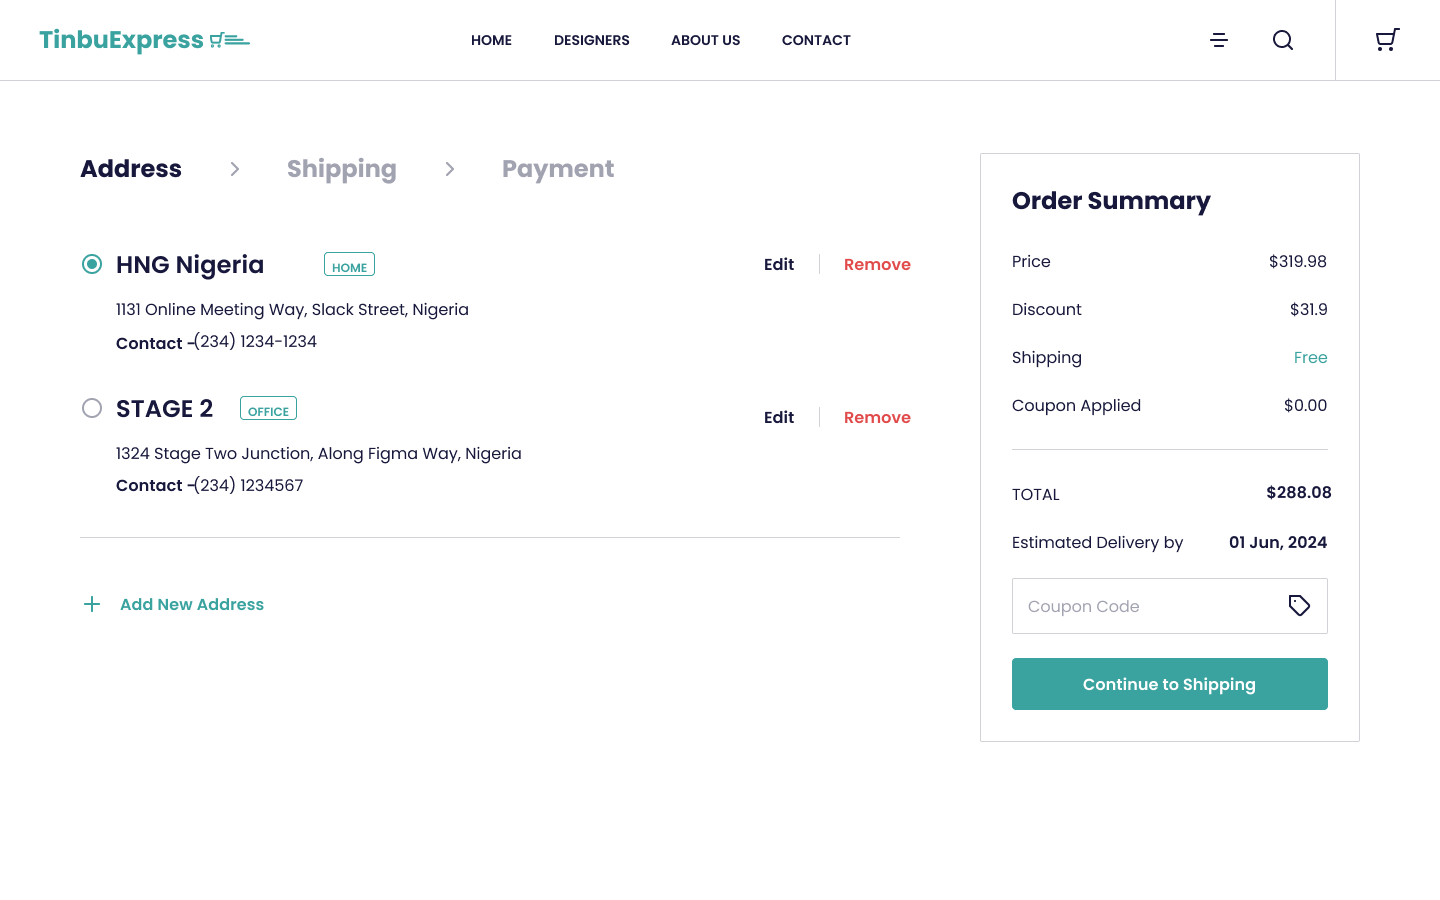 TinbuExpress
HOME DESIGNERS ABOUT US CONTACT
Address Shipping Payment
HNG Nigeria HOME Edit Remove
1131 Online Meeting Way, Slack Street, Nigeria
Contact -(234) 1234-1234
STAGE 2 OFFICE Edit Remove
1324 Stage Two Junction, Along Figma Way, Nigeria
Contact -(234) 1234567
Add New Address
Order Summary
Price $319.98
Discount $31.9
Shipping Free
Coupon Applied $0.00
TOTAL $288.08
Estimated Delivery by 01 Jun, 2024
Coupon Code
Continue to Shipping